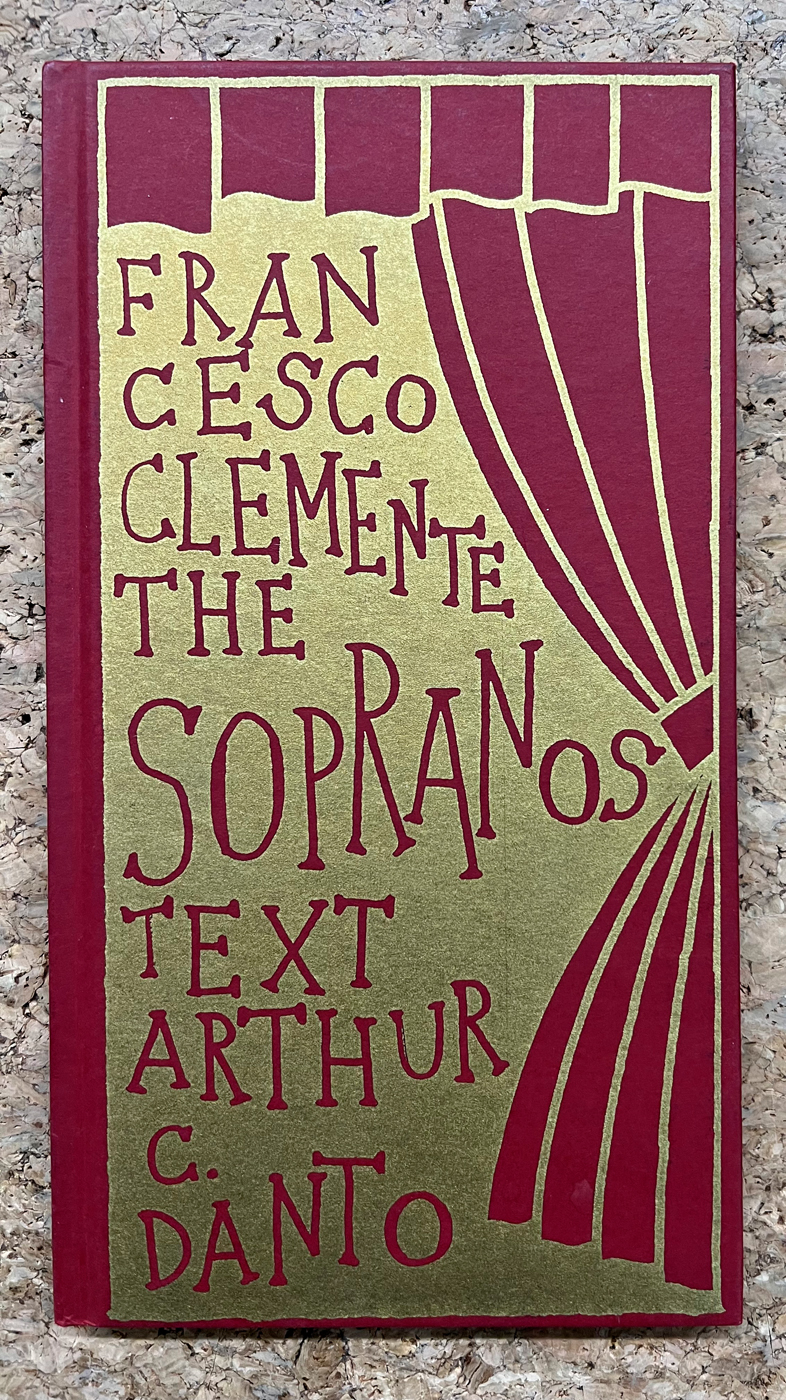 FRAN
CESCO
CLEMENTE
THE
SOPRANOS
TEXT
ARTHUR
C.
DANTO